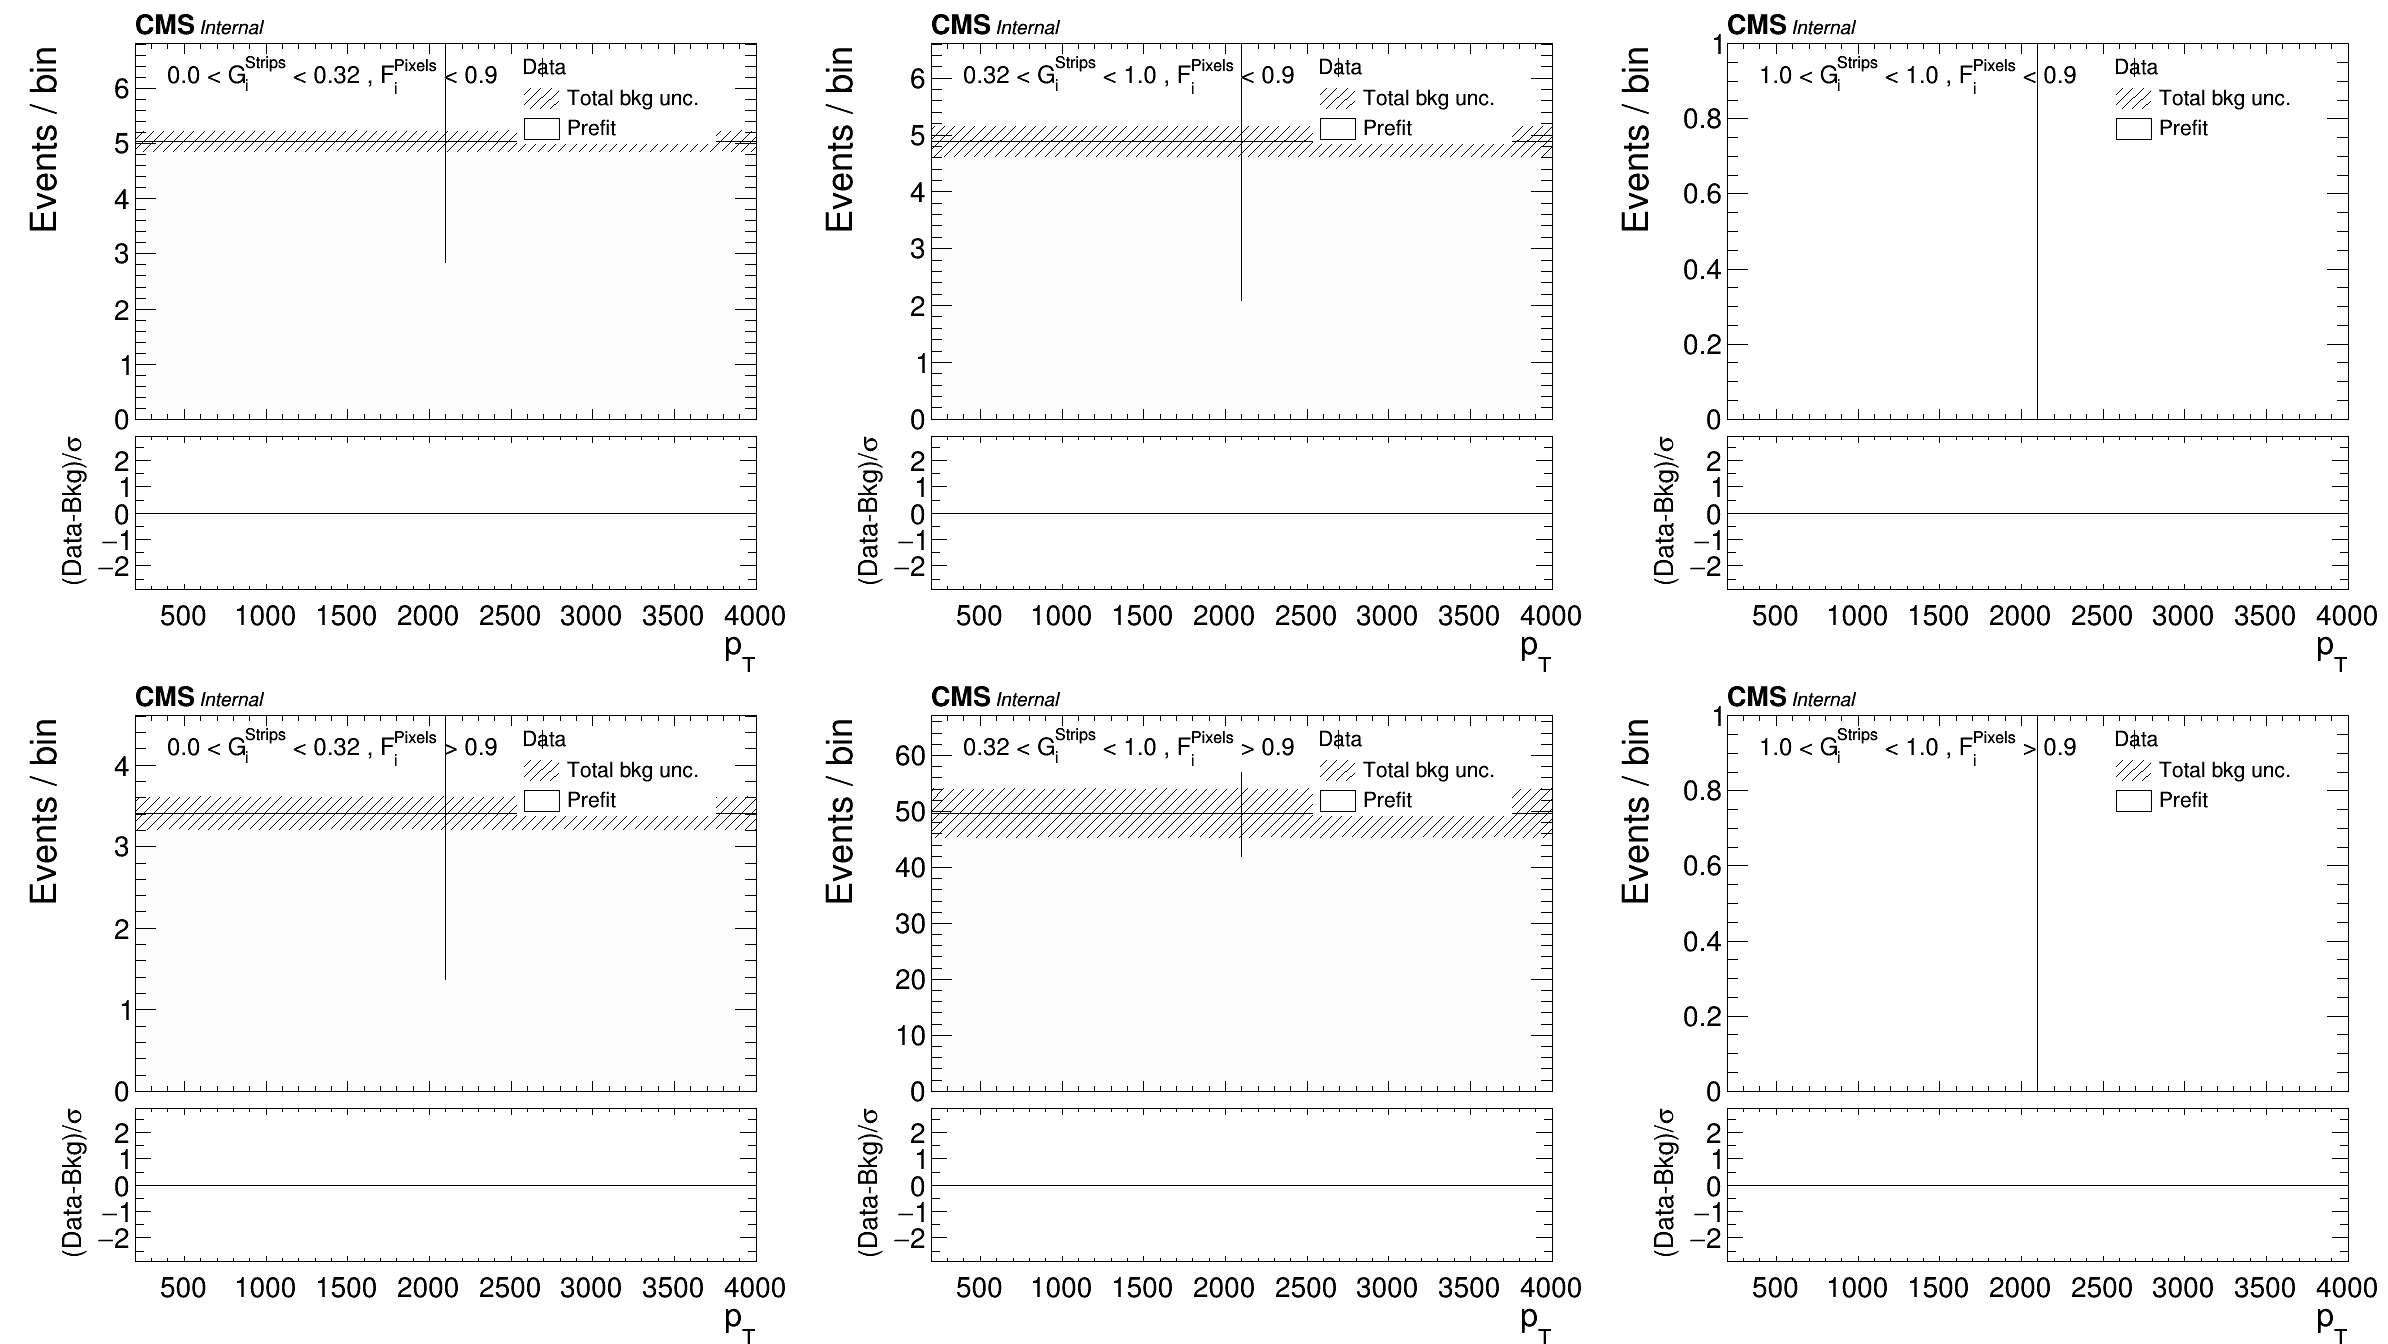 CMS Internal
0.0 < G_i^Strips < 0.32 , F_i^Pixels < 0.9
Data
Total bkg unc.
Prefit
Events / bin
6
5
4
3
2
1
0
(Data-Bkg)/σ
2
1
0
−1
−2
500 1000 1500 2000 2500 3000 3500 4000
p_T
CMS Internal
0.32 < G_i^Strips < 1.0 , F_i^Pixels < 0.9
Data
Total bkg unc.
Prefit
Events / bin
6
5
4
3
2
1
0
(Data-Bkg)/σ
2
1
0
−1
−2
500 1000 1500 2000 2500 3000 3500 4000
p_T
CMS Internal
1.0 < G_i^Strips < 1.0 , F_i^Pixels < 0.9
Data
Total bkg unc.
Prefit
Events / bin
1
0.8
0.6
0.4
0.2
0
(Data-Bkg)/σ
2
1
0
−1
−2
500 1000 1500 2000 2500 3000 3500 4000
p_T
CMS Internal
0.0 < G_i^Strips < 0.32 , F_i^Pixels > 0.9
Data
Total bkg unc.
Prefit
Events / bin
4
3
2
1
0
(Data-Bkg)/σ
2
1
0
−1
−2
500 1000 1500 2000 2500 3000 3500 4000
p_T
CMS Internal
0.32 < G_i^Strips < 1.0 , F_i^Pixels > 0.9
Data
Total bkg unc.
Prefit
Events / bin
60
50
40
30
20
10
0
(Data-Bkg)/σ
2
1
0
−1
−2
500 1000 1500 2000 2500 3000 3500 4000
p_T
CMS Internal
1.0 < G_i^Strips < 1.0 , F_i^Pixels > 0.9
Data
Total bkg unc.
Prefit
Events / bin
1
0.8
0.6
0.4
0.2
0
(Data-Bkg)/σ
2
1
0
−1
−2
500 1000 1500 2000 2500 3000 3500 4000
p_T